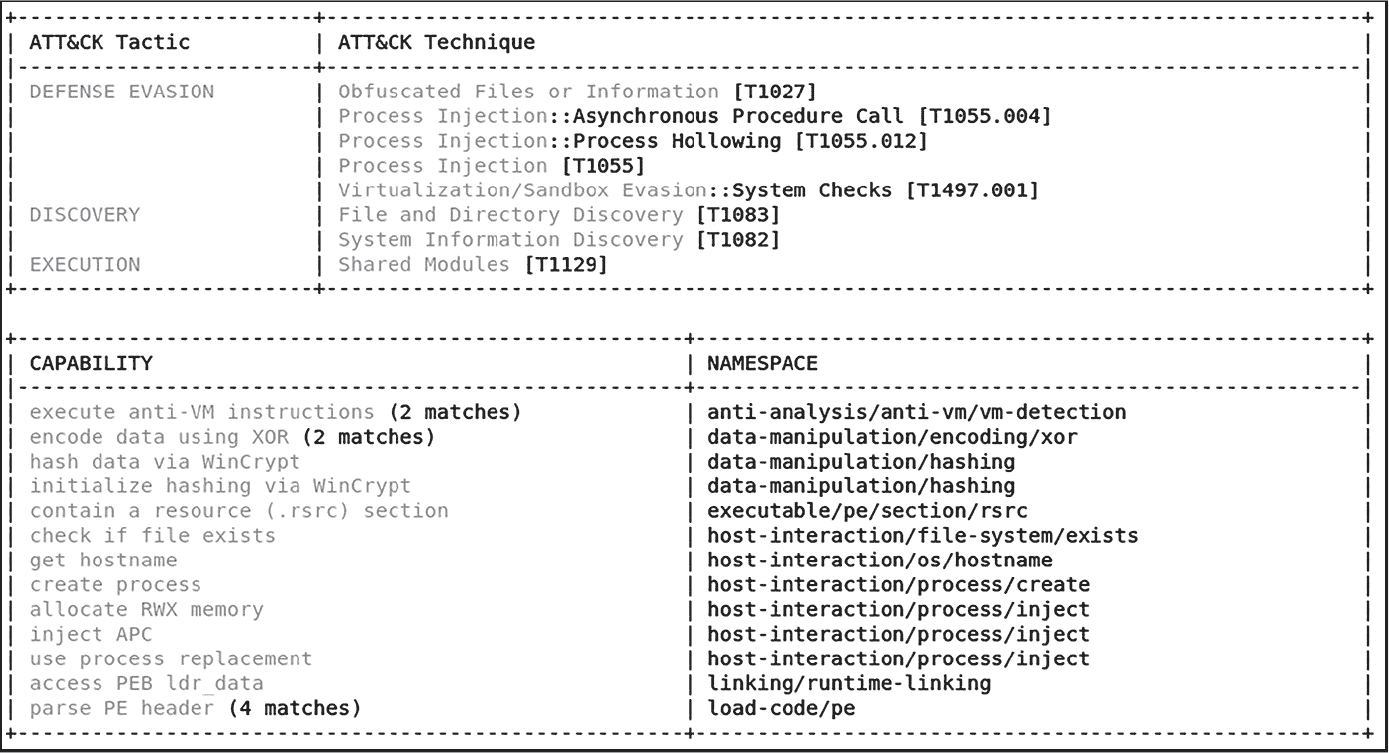 ATT&CK Tactic | ATT&CK Technique
DEFENSE EVASION | Obfuscated Files or Information [T1027]
| Process Injection::Asynchronous Procedure Call [T1055.004]
| Process Injection::Process Hollowing [T1055.012]
| Process Injection [T1055]
| Virtualization/Sandbox Evasion::System Checks [T1497.001]
DISCOVERY | File and Directory Discovery [T1083]
| System Information Discovery [T1082]
EXECUTION | Shared Modules [T1129]
CAPABILITY | NAMESPACE
execute anti-VM instructions (2 matches) | anti-analysis/anti-vm/vm-detection
encode data using XOR (2 matches) | data-manipulation/encoding/xor
hash data via WinCrypt | data-manipulation/hashing
initialize hashing via WinCrypt | data-manipulation/hashing
contain a resource (.rsrc) section | executable/pe/section/rsrc
check if file exists | host-interaction/file-system/exists
get hostname | host-interaction/os/hostname
create process | host-interaction/process/create
allocate RWX memory | host-interaction/process/inject
inject APC | host-interaction/process/inject
use process replacement | host-interaction/process/inject
access PEB ldr_data | linking/runtime-linking
parse PE header (4 matches) | load-code/pe